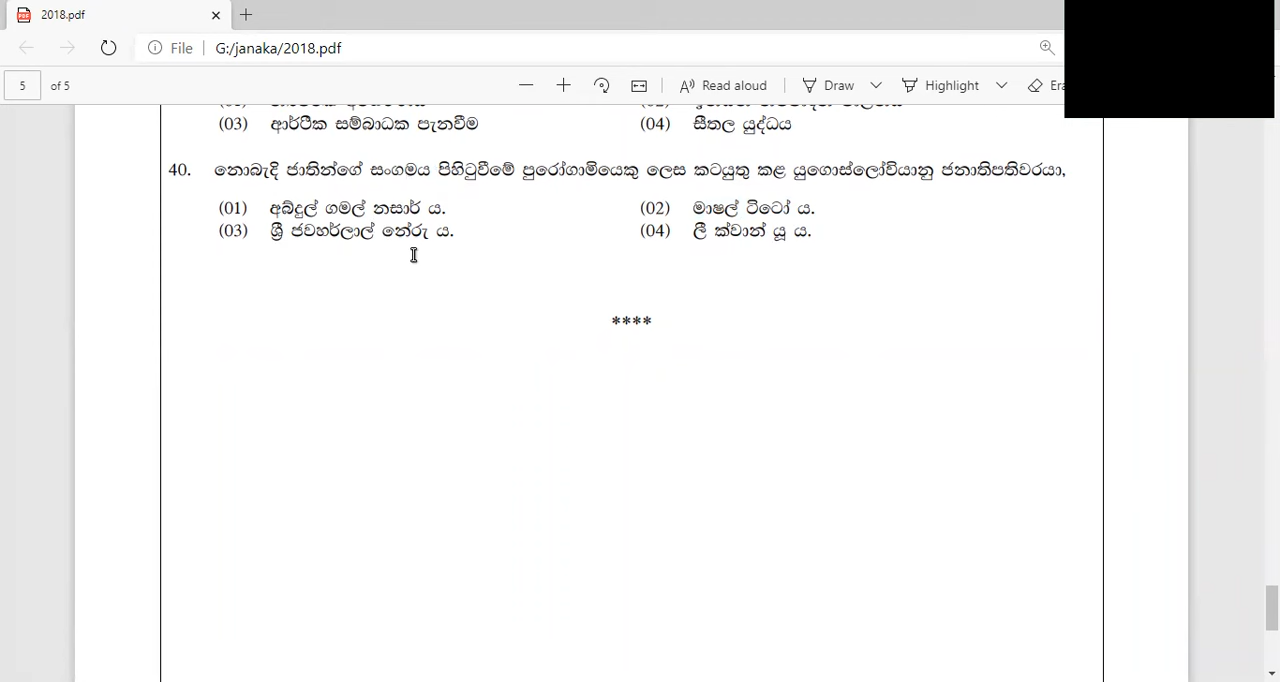 2018.pdf
File G:/janaka/2018.pdf
5 of 5 Read aloud Draw Highlight
(03) ආර්ථික සම්බාධක පැනවීම (04) සීතල යුද්ධය
40. නොබැදි ජාතින්ගේ සංගමය පිහිටුවීමේ පුරෝගාමියෙකු ලෙස කටයුතු කළ යුගොස්ලෝවියානු ජනාතිපතිවරයා,
(01) අබ්දුල් ගමල් නසාර් ය. (02) මාෂල් ටිටෝ ය.
(03) ශ්‍රී ජවහර්ලාල් නේරු ය. (04) ලී ක්වාන් යූ ය.
****